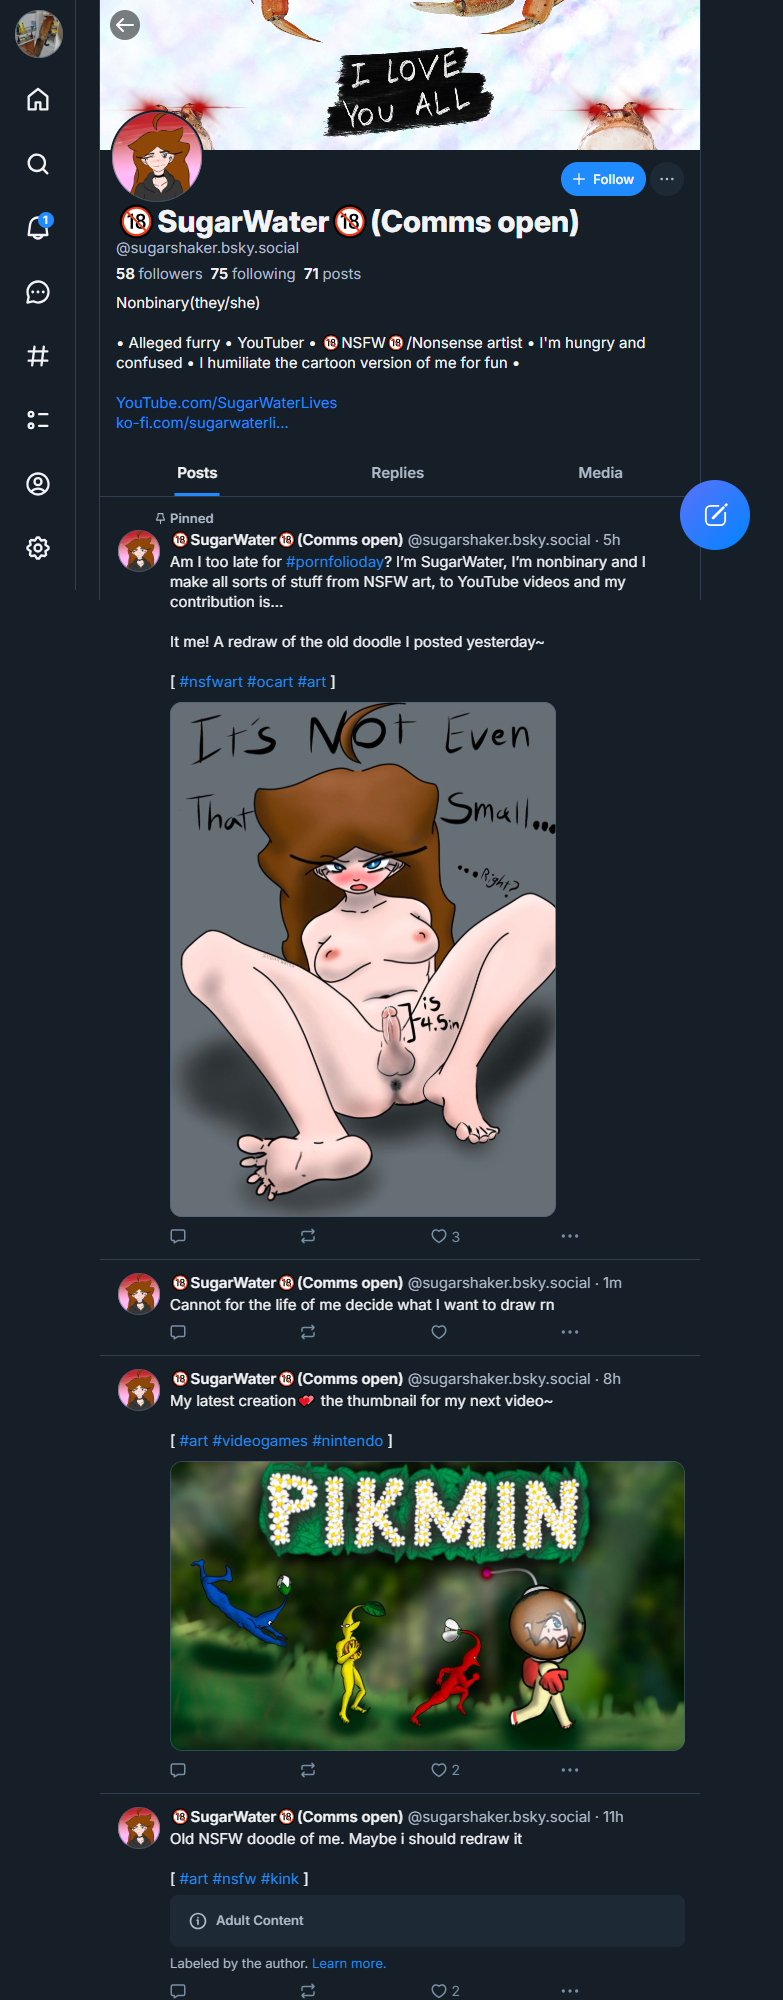 I LOVE
YOU ALL
+ Follow
🔞SugarWater🔞(Comms open)
@sugarshaker.bsky.social
58 followers 75 following 71 posts
Nonbinary(they/she)
• Alleged furry • YouTuber • 🔞NSFW🔞/Nonsense artist • I'm hungry and
confused • I humiliate the cartoon version of me for fun •
YouTube.com/SugarWaterLives
ko-fi.com/sugarwaterli...
Posts Replies Media
1
Pinned
🔞SugarWater🔞(Comms open) @sugarshaker.bsky.social · 5h
Am I too late for #pornfolioday? I’m SugarWater, I’m nonbinary and I
make all sorts of stuff from NSFW art, to YouTube videos and my
contribution is...
It me! A redraw of the old doodle I posted yesterday~
[ #nsfwart #ocart #art ]
It's NOt Even
That Small...
...Right?
is
4.5in
3
🔞SugarWater🔞(Comms open) @sugarshaker.bsky.social · 1m
Cannot for the life of me decide what I want to draw rn
🔞SugarWater🔞(Comms open) @sugarshaker.bsky.social · 8h
My latest creation💕 the thumbnail for my next video~
[ #art #videogames #nintendo ]
PIKMIN
2
🔞SugarWater🔞(Comms open) @sugarshaker.bsky.social · 11h
Old NSFW doodle of me. Maybe i should redraw it
[ #art #nsfw #kink ]
Adult Content
Labeled by the author. Learn more.
2